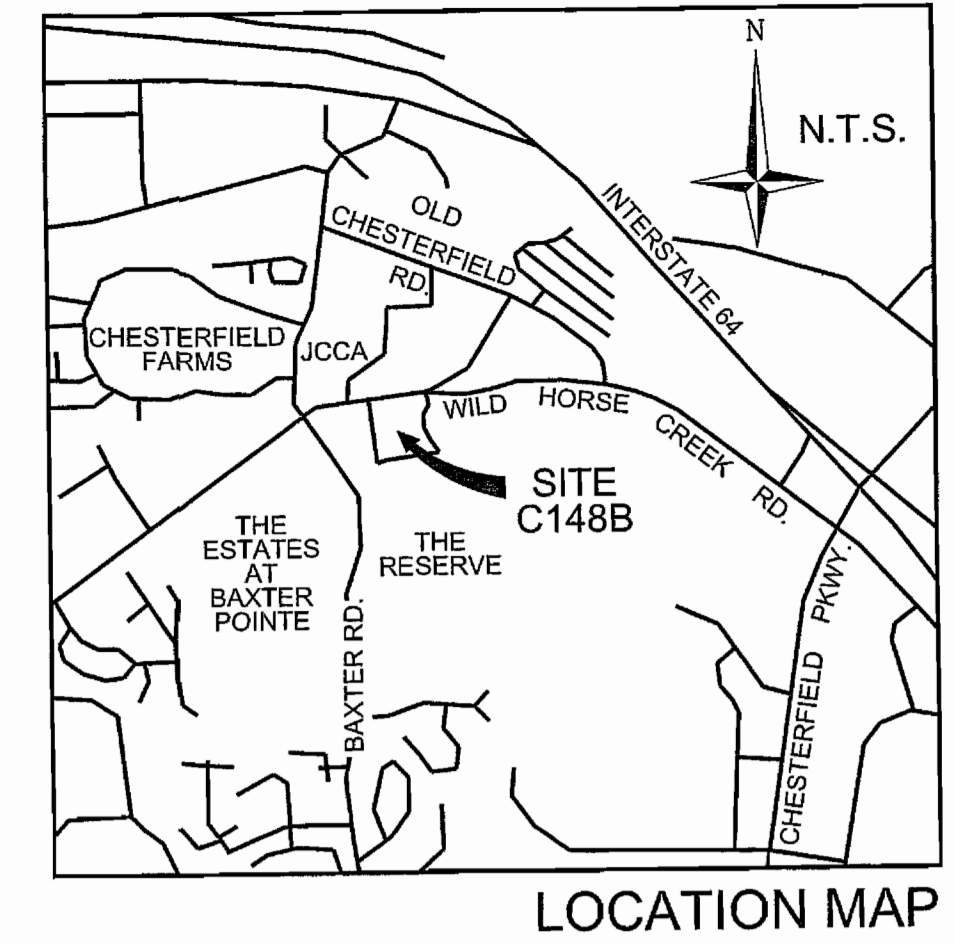 N
N.T.S.
OLD
CHESTERFIELD
RD.
INTERSTATE 64
CHESTERFIELD
FARMS
JCCA
WILD HORSE CREEK RD.
SITE
C148B
THE
ESTATES
AT
BAXTER
POINTE
THE
RESERVE
BAXTER RD.
CHESTERFIELD PKWY.
LOCATION MAP